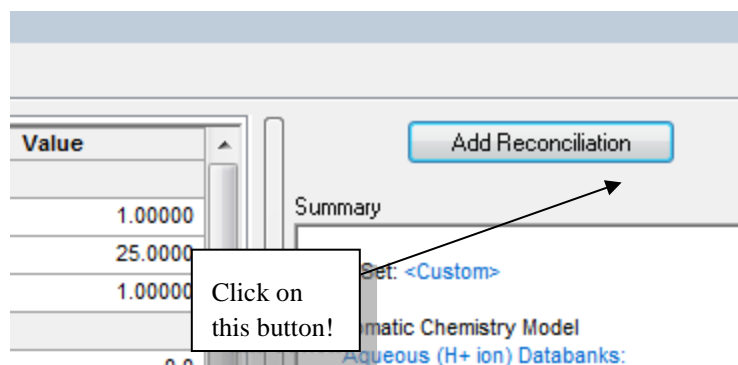 Value
Add Reconciliation
1.00000
Summary
25.0000
Set: <Custom>
1.00000
Click on
this button!
Chemistry Model
Aqueous (H+ ion) Databanks: